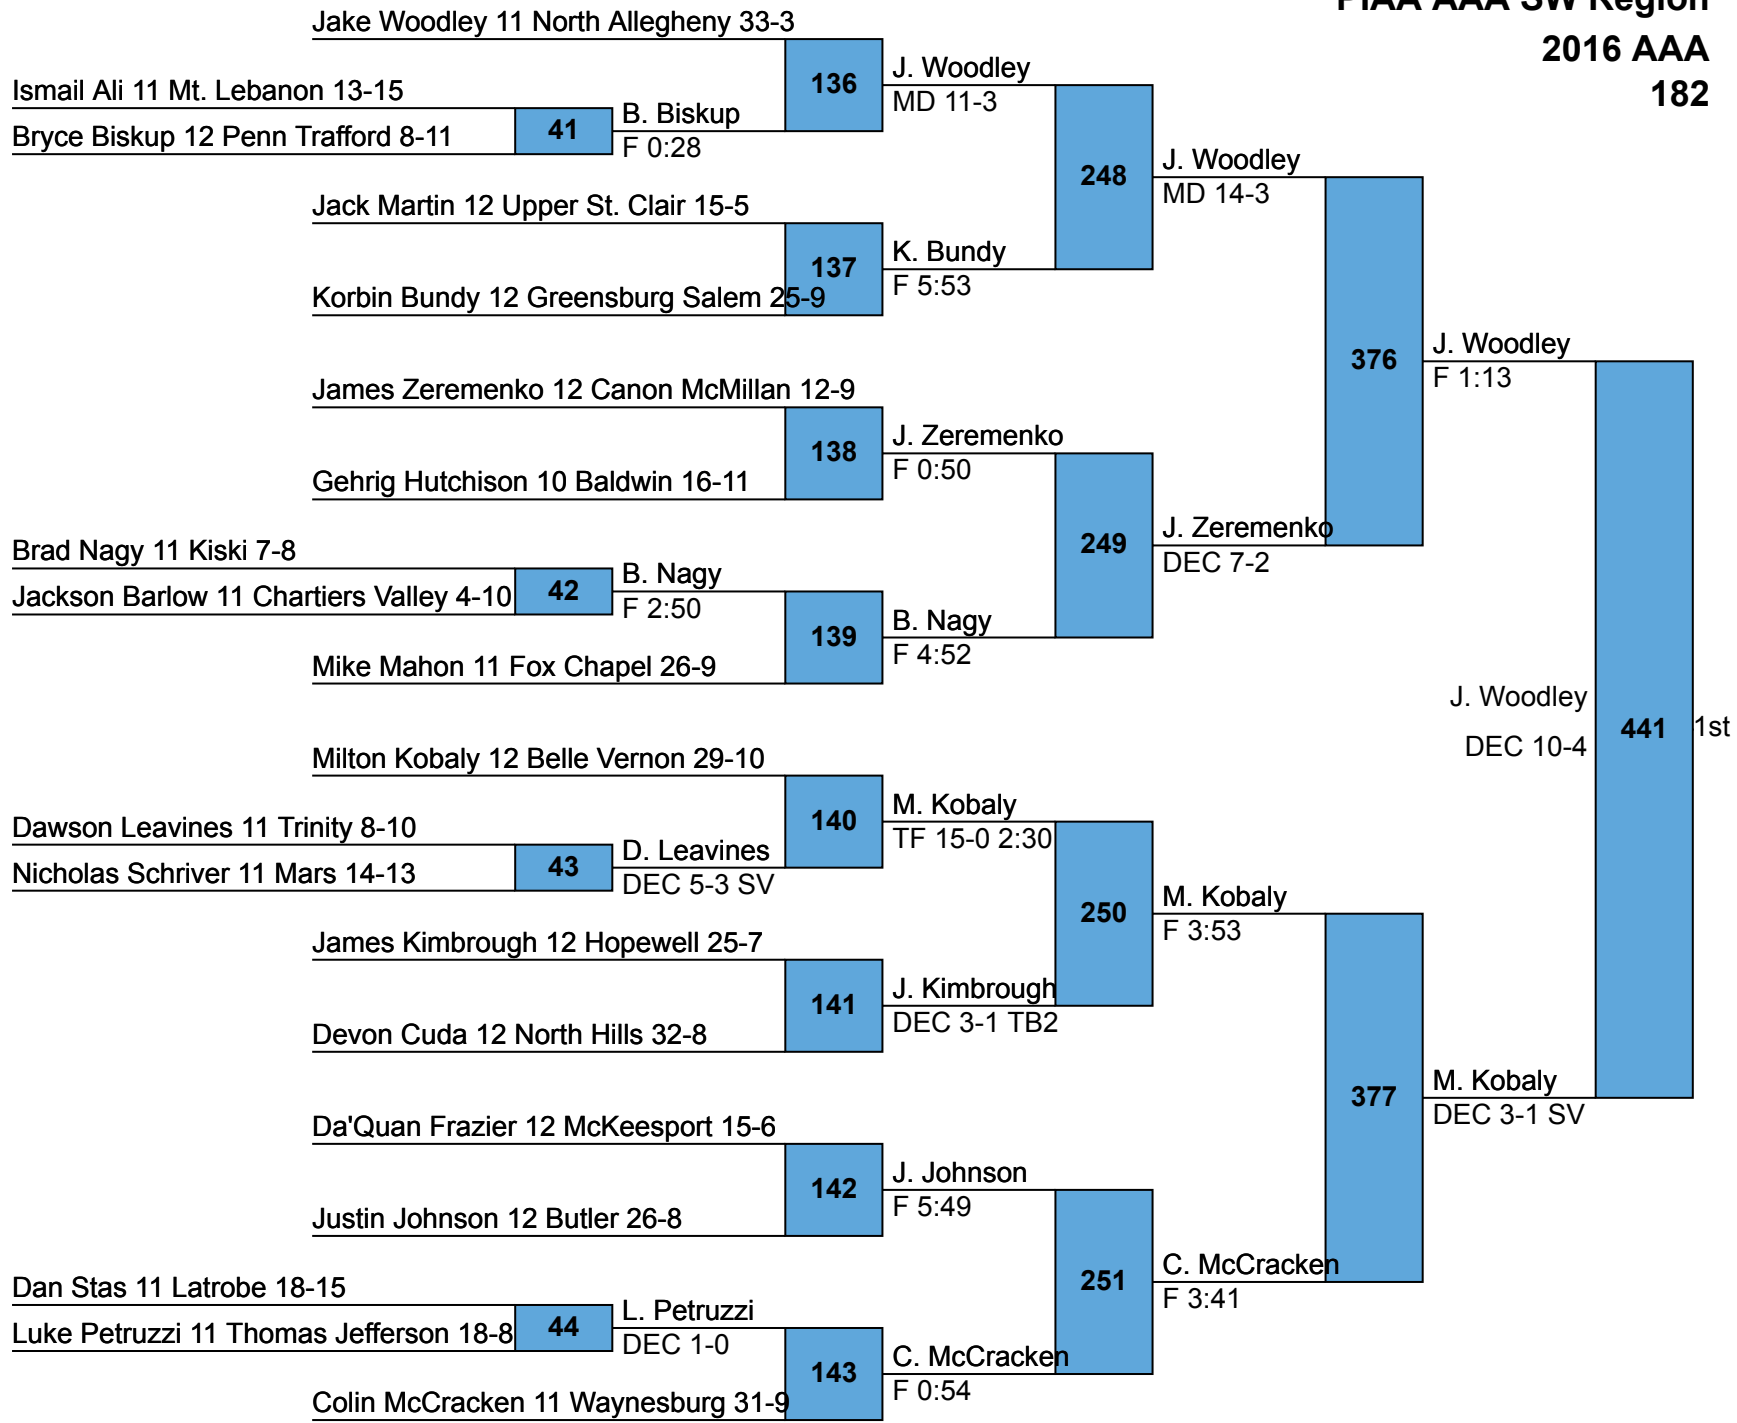 PIAA AAA SW Region
2016 AAA
182
Jake Woodley 11 North Allegheny 33-3
136
J. Woodley
MD 11-3
Ismail Ali 11 Mt. Lebanon 13-15
41
B. Biskup
F 0:28
Bryce Biskup 12 Penn Trafford 8-11
248
J. Woodley
MD 14-3
Jack Martin 12 Upper St. Clair 15-5
137
K. Bundy
F 5:53
Korbin Bundy 12 Greensburg Salem 25-9
376
J. Woodley
F 1:13
James Zeremenko 12 Canon McMillan 12-9
138
J. Zeremenko
F 0:50
Gehrig Hutchison 10 Baldwin 16-11
249
J. Zeremenko
DEC 7-2
Brad Nagy 11 Kiski 7-8
42
B. Nagy
F 2:50
Jackson Barlow 11 Chartiers Valley 4-10
139
B. Nagy
F 4:52
Mike Mahon 11 Fox Chapel 26-9
J. Woodley
DEC 10-4
441
1st
Milton Kobaly 12 Belle Vernon 29-10
140
M. Kobaly
TF 15-0 2:30
Dawson Leavines 11 Trinity 8-10
43
D. Leavines
DEC 5-3 SV
Nicholas Schriver 11 Mars 14-13
250
M. Kobaly
F 3:53
James Kimbrough 12 Hopewell 25-7
141
J. Kimbrough
DEC 3-1 TB2
Devon Cuda 12 North Hills 32-8
377
M. Kobaly
DEC 3-1 SV
Da'Quan Frazier 12 McKeesport 15-6
142
J. Johnson
F 5:49
Justin Johnson 12 Butler 26-8
251
C. McCracken
F 3:41
Dan Stas 11 Latrobe 18-15
44
L. Petruzzi
DEC 1-0
Luke Petruzzi 11 Thomas Jefferson 18-8
143
C. McCracken
F 0:54
Colin McCracken 11 Waynesburg 31-9